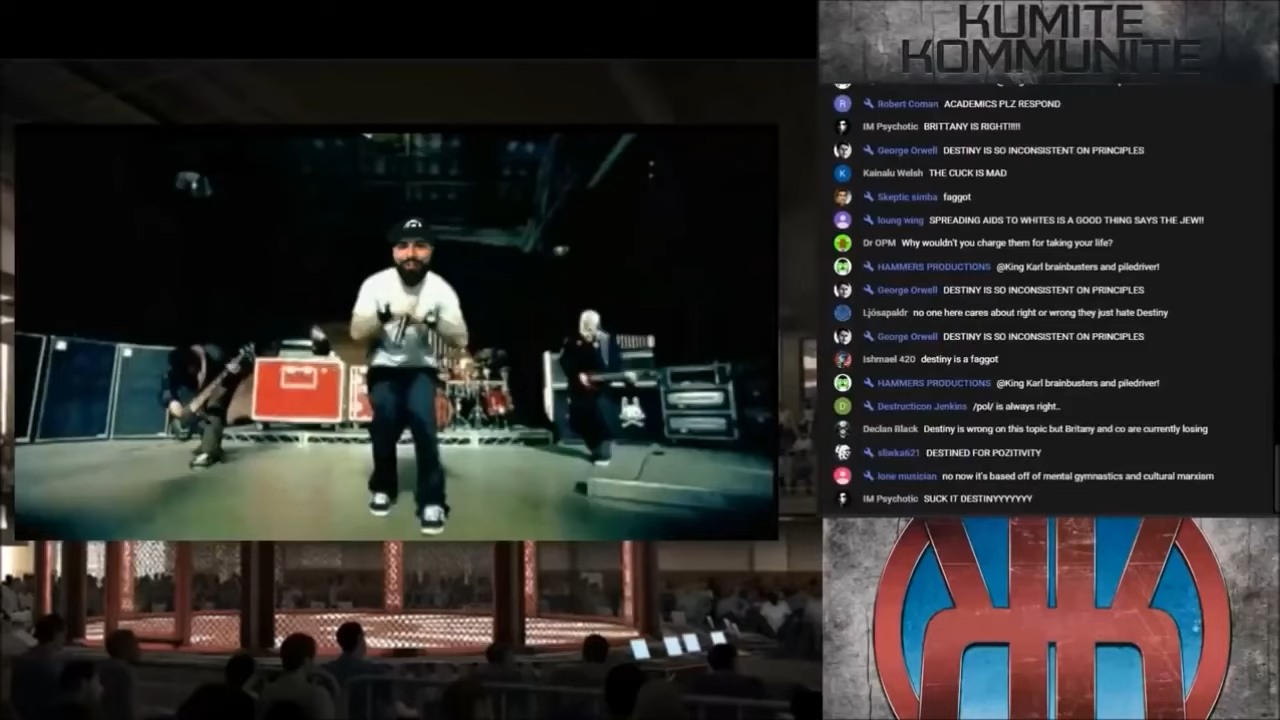 KUMITE
KOMMUNITE
Robert Coman ACADEMICS PLZ RESPOND
IM Psychotic BRITTANY IS RIGHT!!!!!
George Orwell DESTINY IS SO INCONSISTENT ON PRINCIPLES
Kainalu Welsh THE CUCK IS MAD
Skeptic simba faggot
loung wing SPREADING AIDS TO WHITES IS A GOOD THING SAYS THE JEW!!
Dr OPM Why wouldn't you charge them for taking your life?
HAMMERS PRODUCTIONS @King Karl brainbusters and piledriver!
George Orwell DESTINY IS SO INCONSISTENT ON PRINCIPLES
Ljósapaldr no one here cares about right or wrong they just hate Destiny
George Orwell DESTINY IS SO INCONSISTENT ON PRINCIPLES
Ishmael 420 destiny is a faggot
HAMMERS PRODUCTIONS @King Karl brainbusters and piledriver!
Destructicon Jenkins /pol/ is always right..
Declan Black Destiny is wrong on this topic but Britany and co are currently losing
sliwka621 DESTINED FOR POZITIVITY
lone musician no now it's based off of mental gymnastics and cultural marxism
IM Psychotic SUCK IT DESTINYYYYYYY